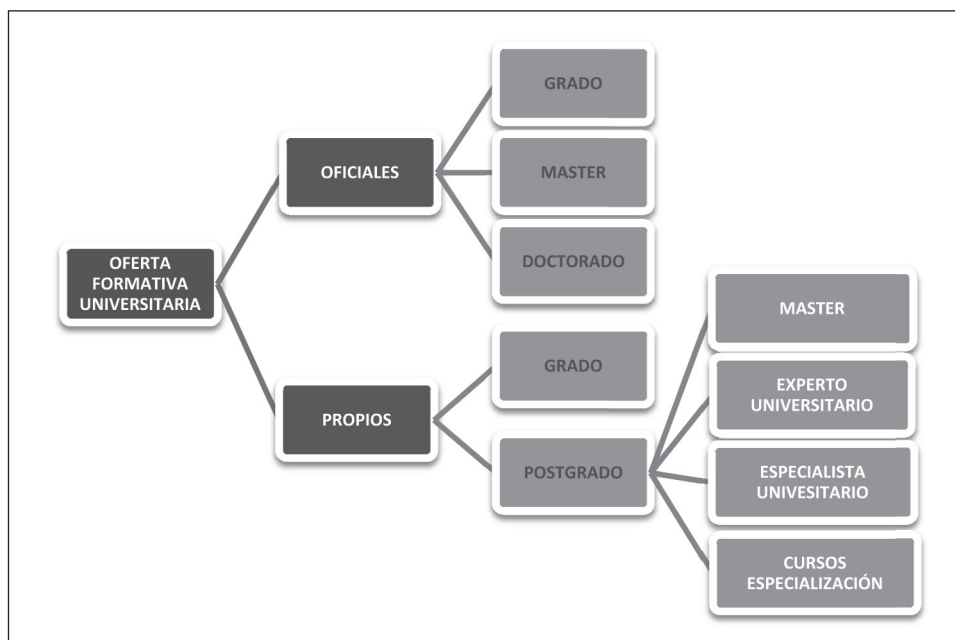 OFERTA
FORMATIVA
UNIVERSITARIA
OFICIALES
GRADO
MASTER
DOCTORADO
PROPIOS
GRADO
POSTGRADO
MASTER
EXPERTO
UNIVERSITARIO
ESPECIALISTA
UNIVESITARIO
CURSOS
ESPECIALIZACIÓN